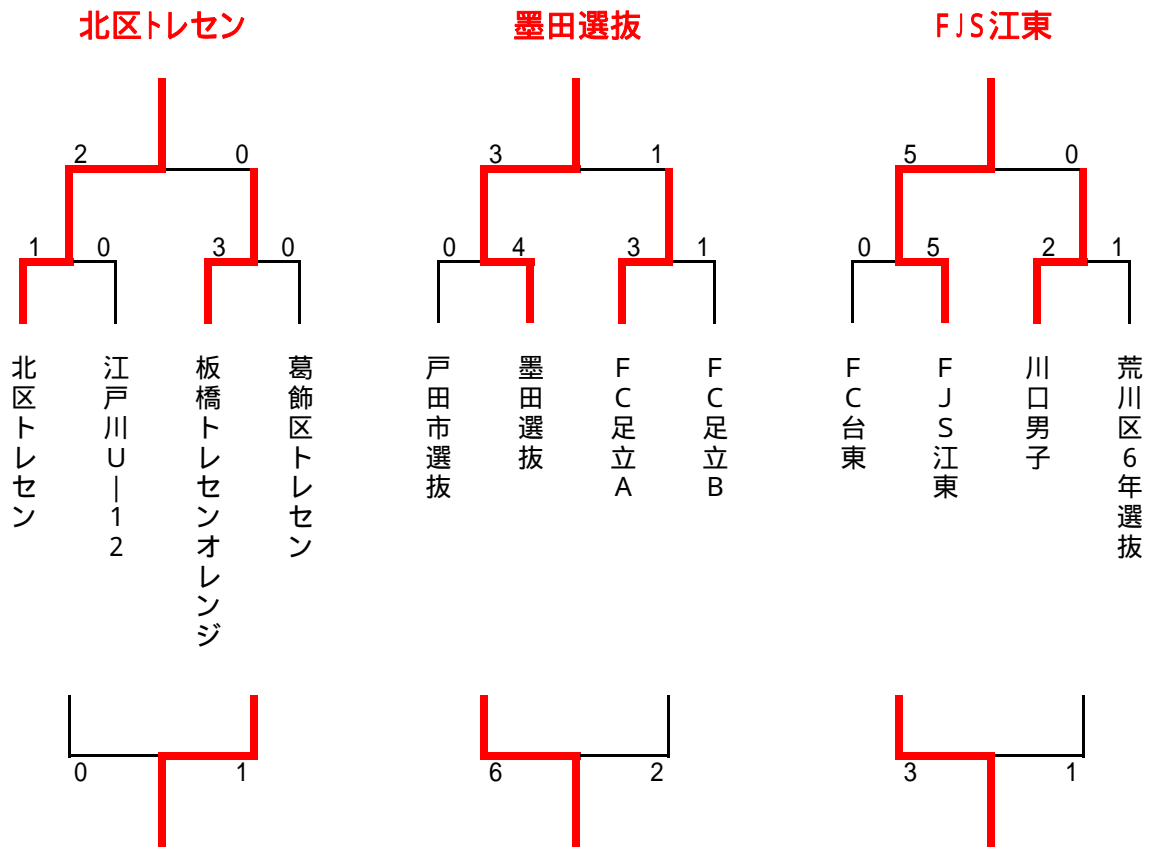 北区トレセン
墨田選抜
FJS江東
2 0 3 1 5 0
1 0 3 0 0 4 3 1 0 5 2 1
北区トレセン
江戸川U|12
板橋トレセンオレンジ
葛飾区トレセン
戸田市選抜
墨田選抜
FC足立A
FC足立B
FC台東
FJS江東
川口男子
荒川区6年選抜
0 1 6 2 3 1